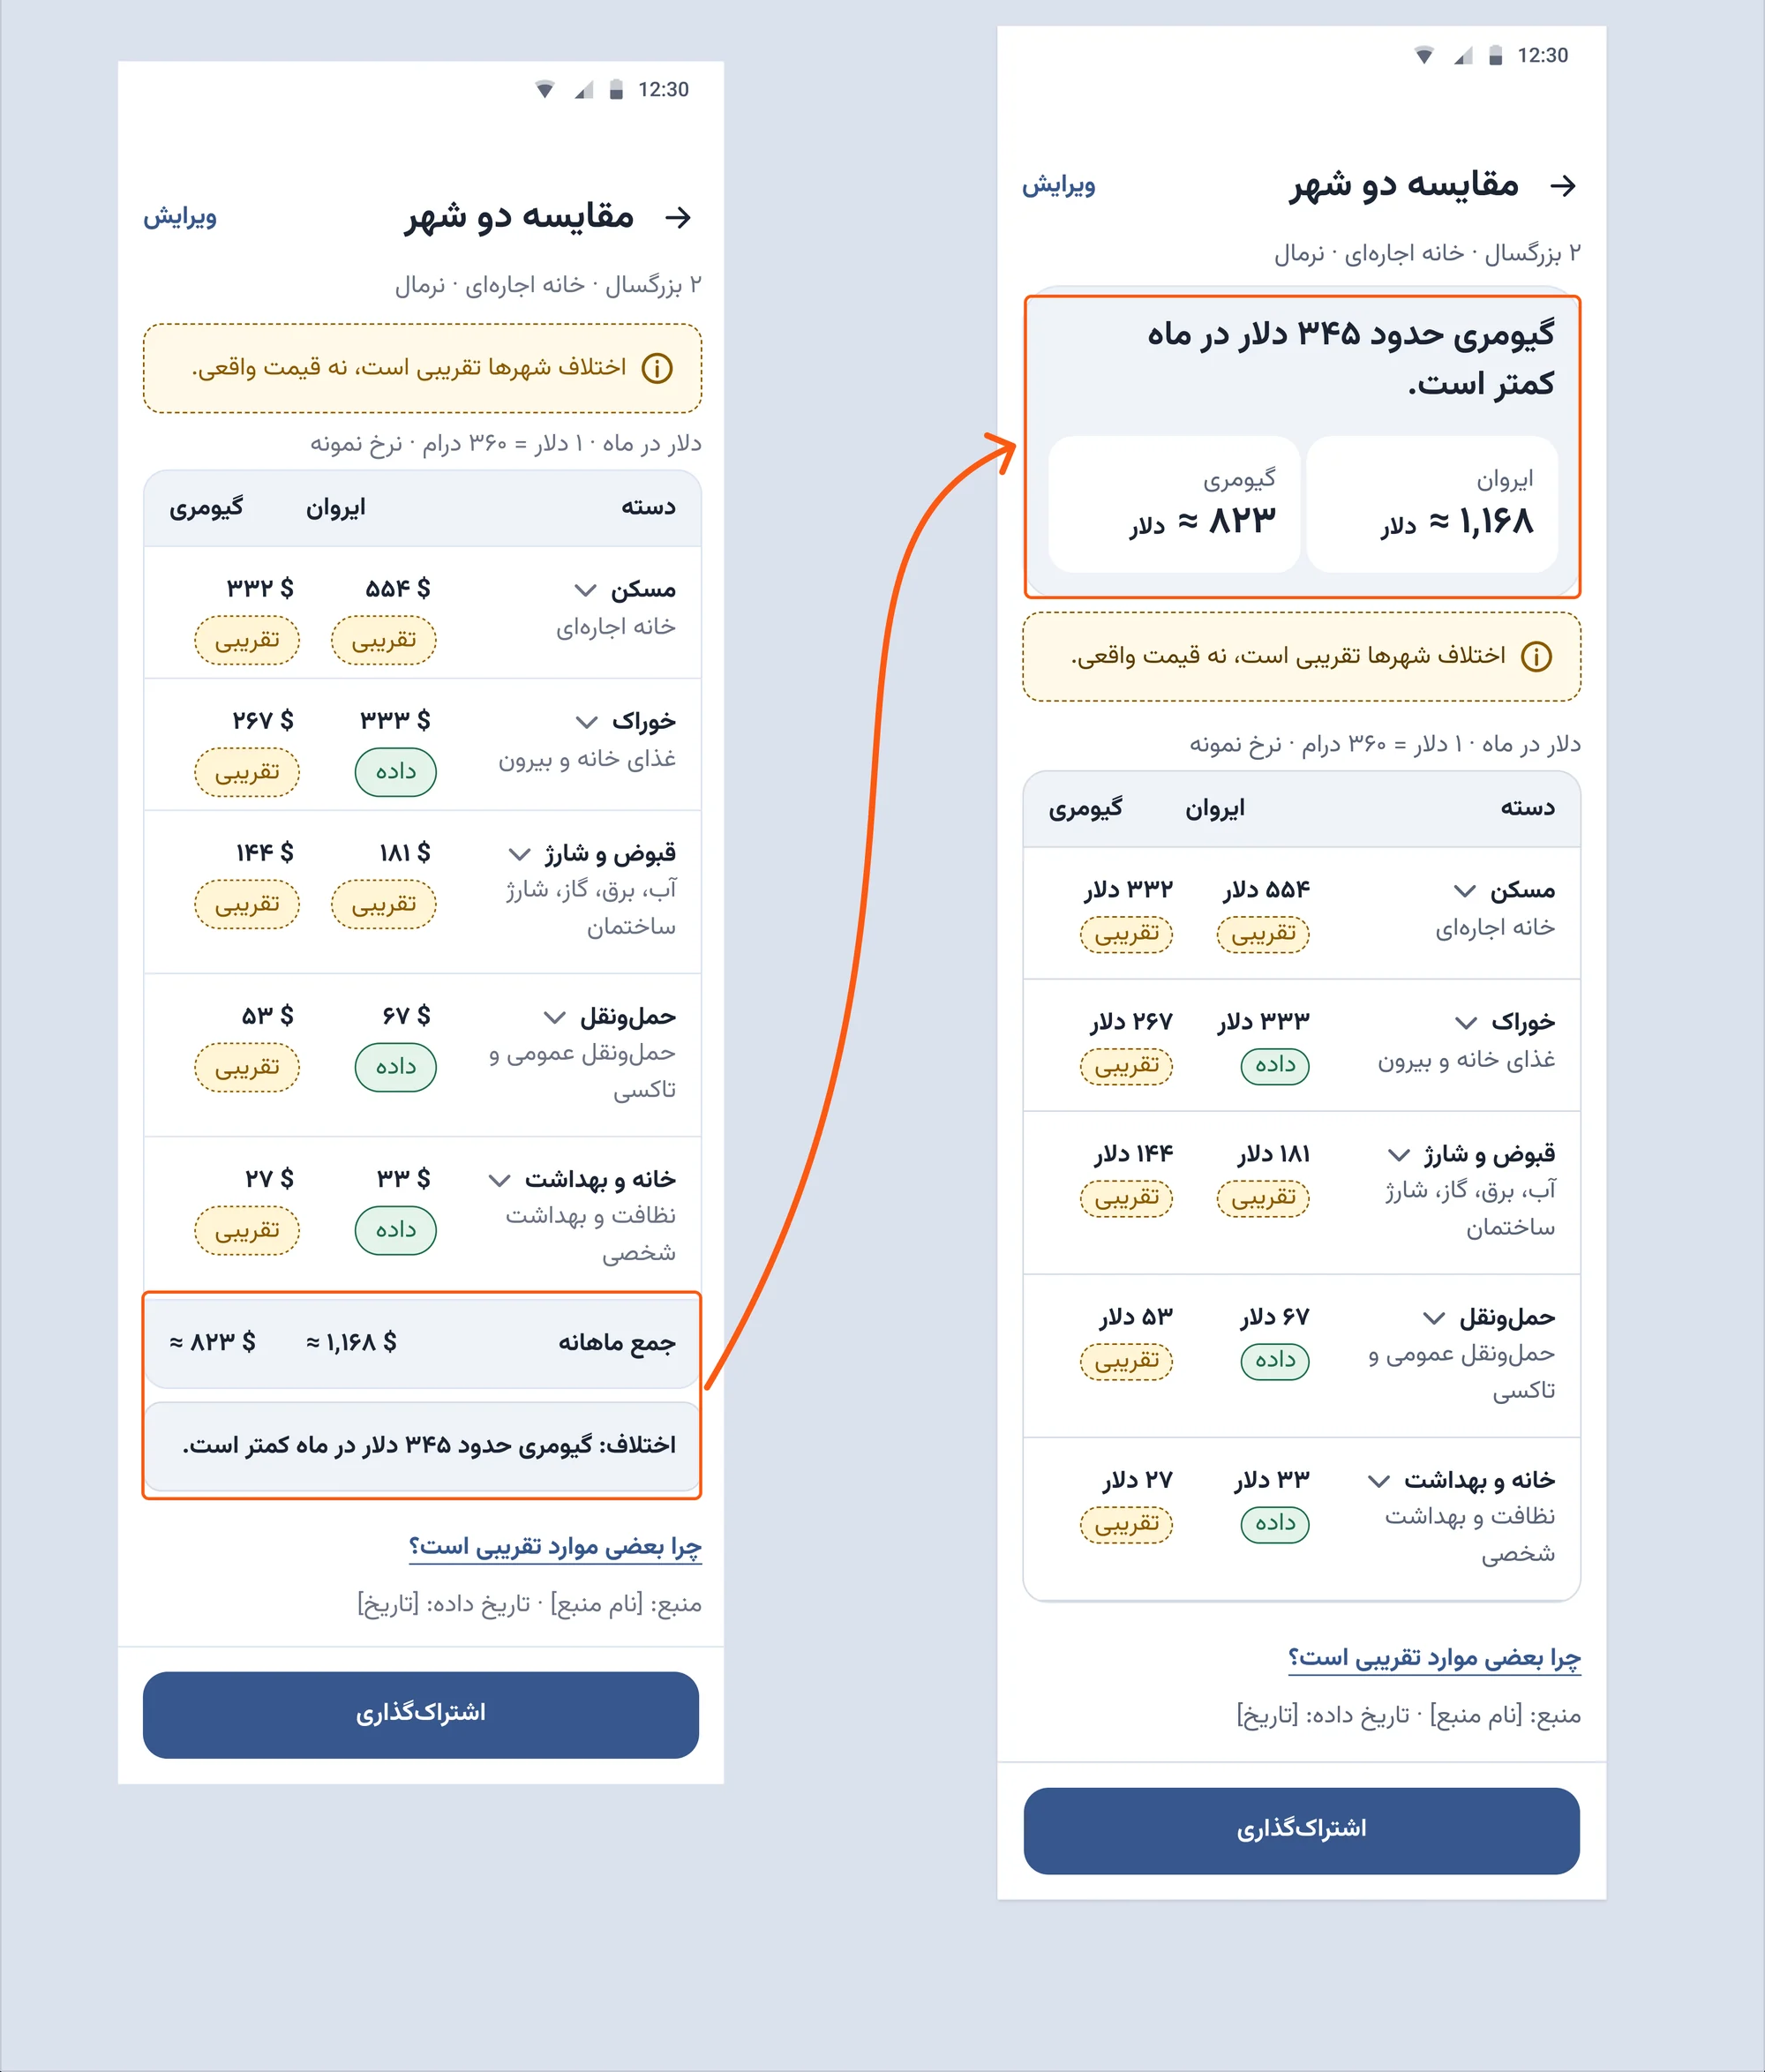 12:30
مقایسه دو شهر
ویرایش
۲ بزرگسال · خانه اجاره‌ای · نرمال
گیومری حدود ۳۴۵ دلار در ماه
کمتر است.
ایروان
≈ ۱,۱۶۸ دلار
گیومری
≈ ۸۲۳ دلار
اختلاف شهرها تقریبی است، نه قیمت واقعی.
دلار در ماه · ۱ دلار = ۳۶۰ درام · نرخ نمونه
دسته ایروان گیومری
مسکن ۵۵۴ دلار ۳۳۲ دلار
خانه اجاره‌ای تقریبی تقریبی
خوراک ۳۳۳ دلار ۲۶۷ دلار
غذای خانه و بیرون داده تقریبی
قبوض و شارژ ۱۸۱ دلار ۱۴۴ دلار
آب، برق، گاز، شارژ تقریبی تقریبی
ساختمان
حمل‌ونقل ۶۷ دلار ۵۳ دلار
حمل‌ونقل عمومی و داده تقریبی
تاکسی
خانه و بهداشت ۳۳ دلار ۲۷ دلار
نظافت و بهداشت داده تقریبی
شخصی
چرا بعضی موارد تقریبی است؟
منبع: [نام منبع] · تاریخ داده: [تاریخ]
اشتراک‌گذاری
12:30
مقایسه دو شهر
ویرایش
۲ بزرگسال · خانه اجاره‌ای · نرمال
اختلاف شهرها تقریبی است، نه قیمت واقعی.
دلار در ماه · ۱ دلار = ۳۶۰ درام · نرخ نمونه
دسته ایروان گیومری
مسکن $ ۵۵۴ $ ۳۳۲
خانه اجاره‌ای تقریبی تقریبی
خوراک $ ۳۳۳ $ ۲۶۷
غذای خانه و بیرون داده تقریبی
قبوض و شارژ $ ۱۸۱ $ ۱۴۴
آب، برق، گاز، شارژ تقریبی تقریبی
ساختمان
حمل‌ونقل $ ۶۷ $ ۵۳
حمل‌ونقل عمومی و داده تقریبی
تاکسی
خانه و بهداشت $ ۳۳ $ ۲۷
نظافت و بهداشت داده تقریبی
شخصی
جمع ماهانه $ ۱,۱۶۸ ≈ $ ۸۲۳ ≈
اختلاف: گیومری حدود ۳۴۵ دلار در ماه کمتر است.
چرا بعضی موارد تقریبی است؟
منبع: [نام منبع] · تاریخ داده: [تاریخ]
اشتراک‌گذاری